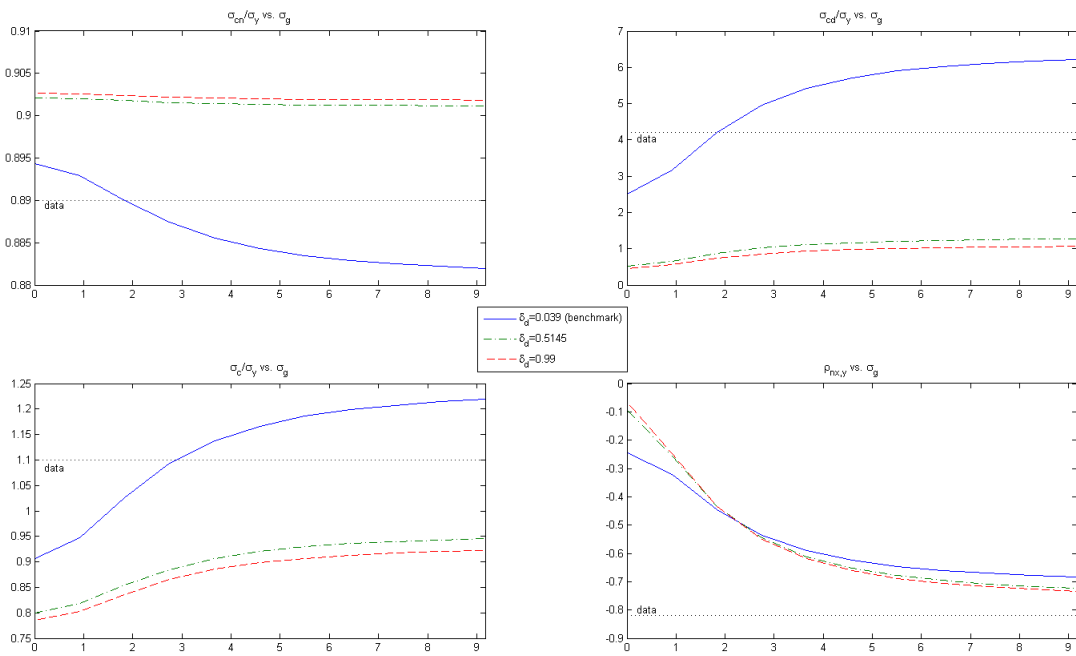 σcn/σy vs. σg
0.91
0.905
0.9
0.895
0.89
0.885
0.88
data
0 1 2 3 4 5 6 7 8 9
σcd/σy vs. σg
7
6
5
4
3
2
1
0
data
0 1 2 3 4 5 6 7 8 9
δd=0.039 (benchmark)
δd=0.5145
δd=0.99
σc/σy vs. σg
1.25
1.2
1.15
1.1
1.05
1
0.95
0.9
0.85
0.8
0.75
data
0 1 2 3 4 5 6 7 8 9
ρnx,y vs. σg
0
-0.1
-0.2
-0.3
-0.4
-0.5
-0.6
-0.7
-0.8
-0.9
data
0 1 2 3 4 5 6 7 8 9